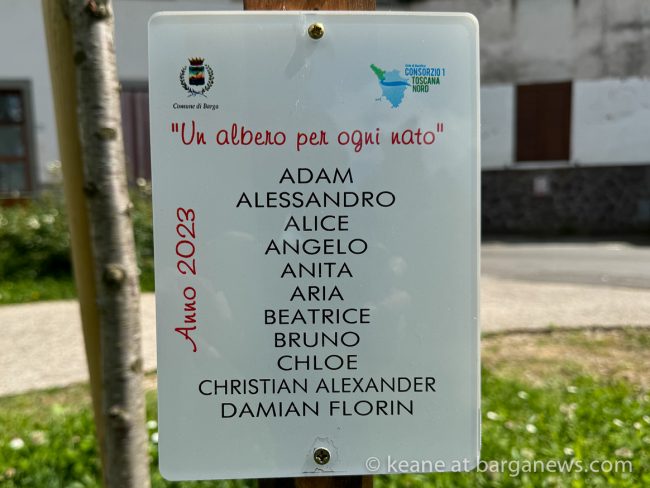 Comune di Barga
CONSORZIO 1
TOSCANA
NORD
"Un albero per ogni nato"
Anno 2023
ADAM
ALESSANDRO
ALICE
ANGELO
ANITA
ARIA
BEATRICE
BRUNO
CHLOE
CHRISTIAN ALEXANDER
DAMIAN FLORIN
© keane at barganews.com